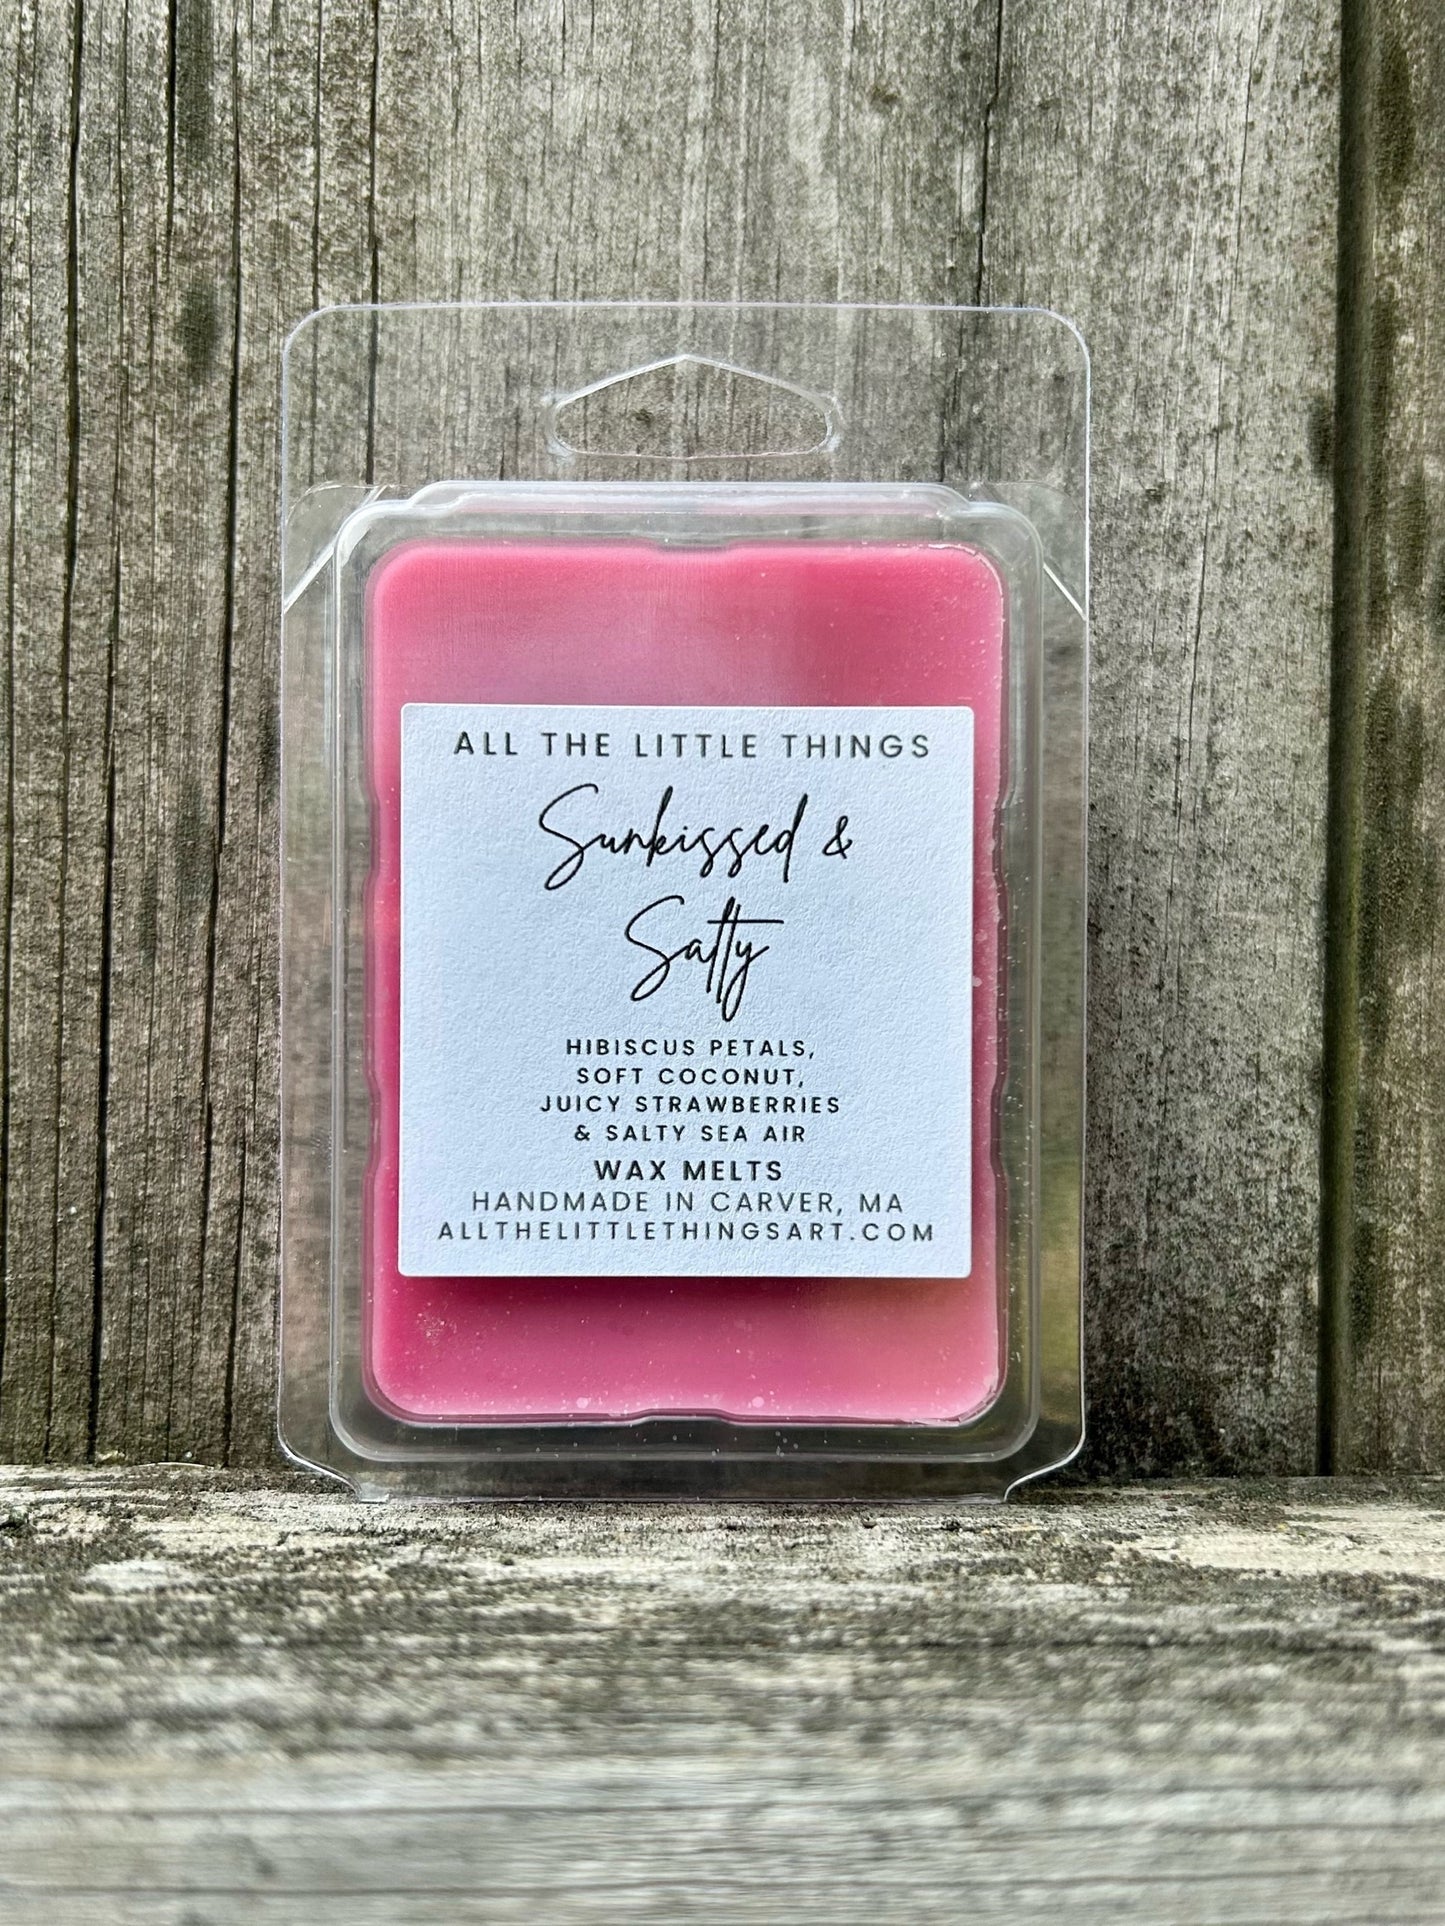 ALL THE LITTLE THINGS
Sunkissed &
Salty
HIBISCUS PETALS,
SOFT COCONUT,
JUICY STRAWBERRIES
& SALTY SEA AIR
WAX MELTS
HANDMADE IN CARVER, MA
ALLTHELITTLETHINGSART.COM